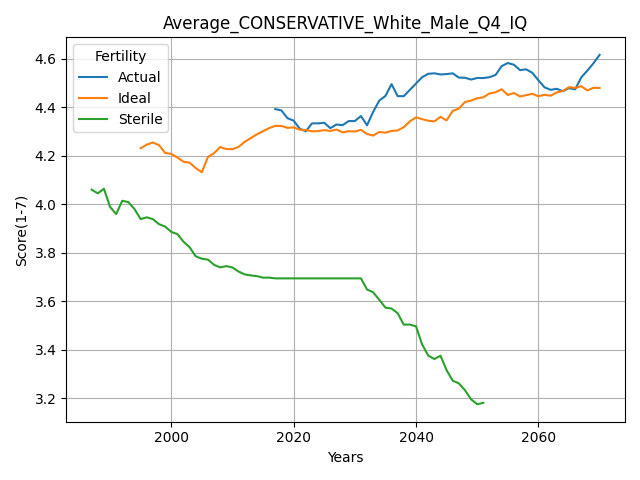 Average_CONSERVATIVE_White_Male_Q4_IQ
Fertility
Actual
Ideal
Sterile
Score(1-7)
4.6
4.4
4.2
4.0
3.8
3.6
3.4
3.2
2000
2020
2040
2060
Years